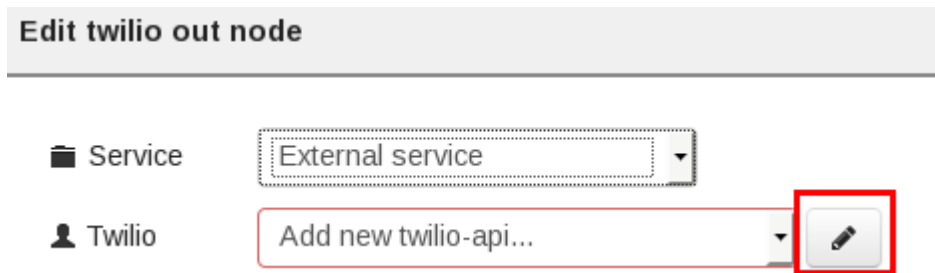 Edit twilio out node
Service External service
Twilio Add new twilio-api...